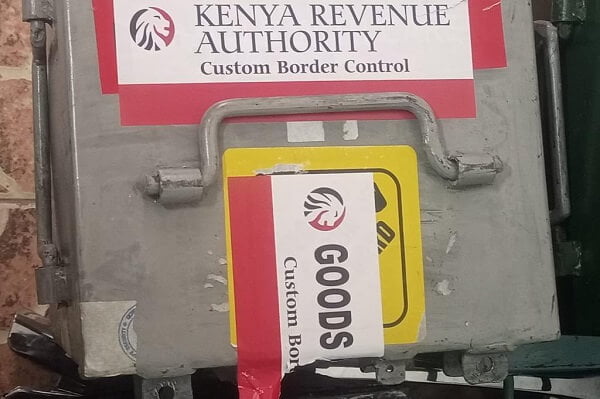 KENYA REVENUE
AUTHORITY
Custom Border Control
GOODS
Custom Bor